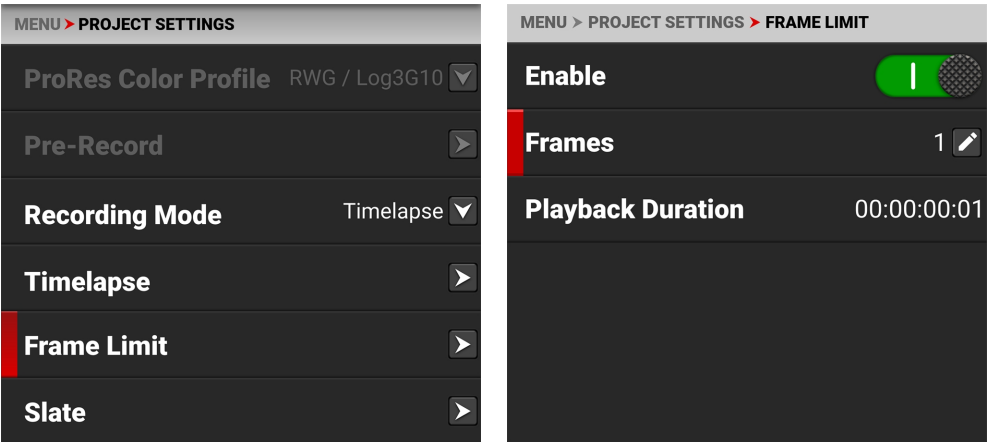 MENU PROJECT SETTINGS
ProRes Color Profile RWG / Log3G10
Pre-Record
Recording Mode Timelapse
Timelapse
Frame Limit
Slate
MENU PROJECT SETTINGS FRAME LIMIT
Enable
Frames 1
Playback Duration 00:00:00:01